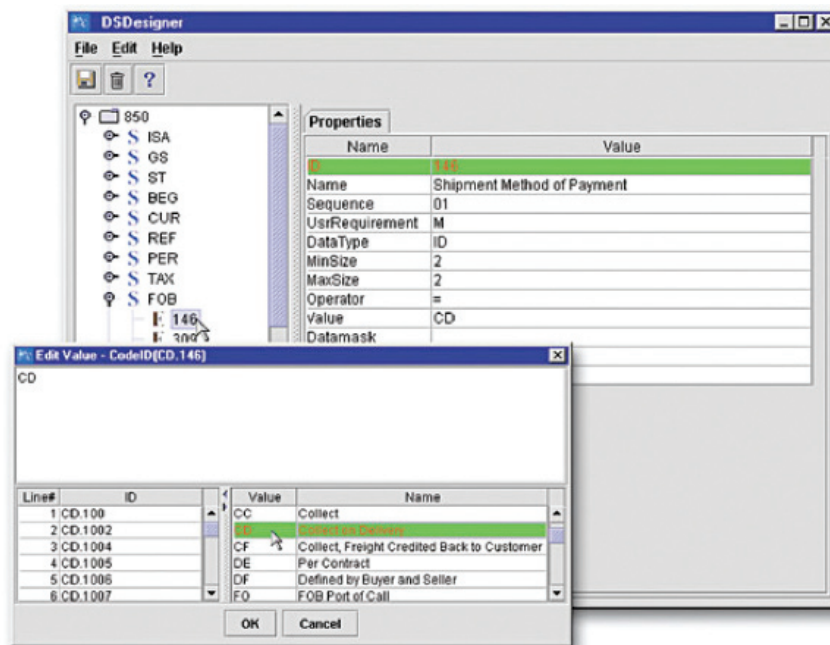 DSDesigner
File Edit Help
?
850
S ISA
S GS
S ST
S BEG
S CUR
S REF
S PER
S TAX
S FOB
E 146
E 309
Properties
Name Value
ID 146
Name Shipment Method of Payment
Sequence 01
UsrRequirement M
DataType ID
MinSize 2
MaxSize 2
Operator =
Value CD
Datamask
Edit Value - CodeID[CD.146]
CD
Line# ID
1 CD.100
2 CD.1002
3 CD.1004
4 CD.1005
5 CD.1006
6 CD.1007
Value Name
CC Collect
CD Collect on Delivery
CF Collect, Freight Credited Back to Customer
DE Per Contract
DF Defined by Buyer and Seller
FO FOB Port of Call
OK Cancel